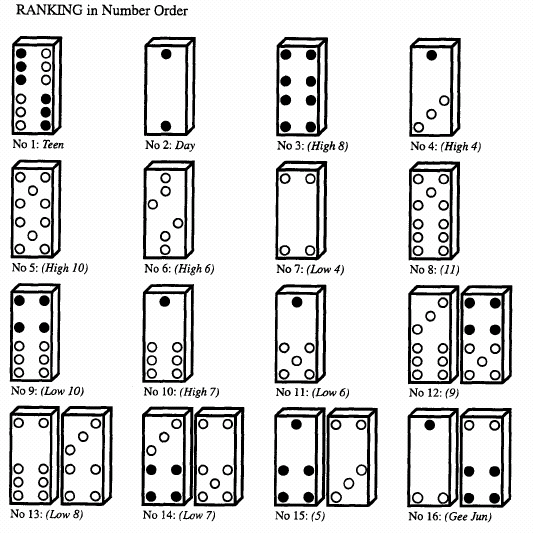 RANKING in Number Order
No 1: Teen
No 2: Day
No 3: (High 8)
No 4: (High 4)
No 5: (High 10)
No 6: (High 6)
No 7: (Low 4)
No 8: (11)
No 9: (Low 10)
No 10: (High 7)
No 11: (Low 6)
No 12: (9)
No 13: (Low 8)
No 14: (Low 7)
No 15: (5)
No 16: (Gee Jun)